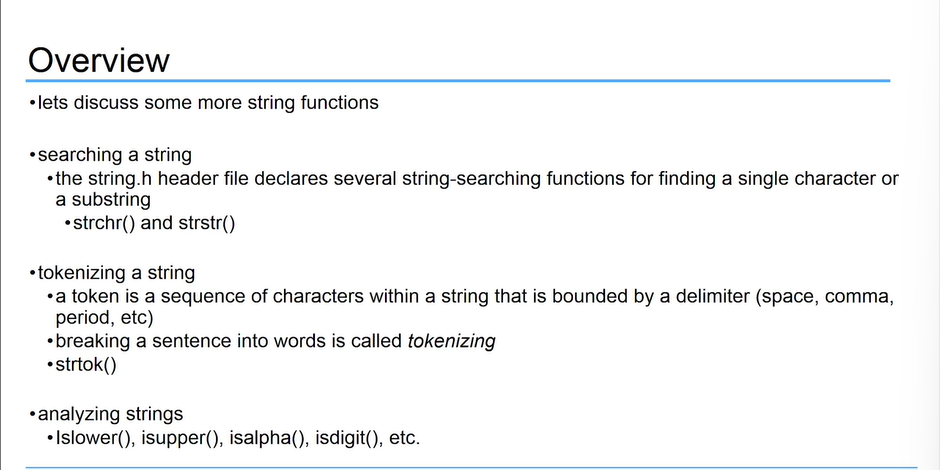 Overview
•lets discuss some more string functions
•searching a string
•the string.h header file declares several string-searching functions for finding a single character or
a substring
•strchr() and strstr()
•tokenizing a string
•a token is a sequence of characters within a string that is bounded by a delimiter (space, comma,
period, etc)
•breaking a sentence into words is called tokenizing
•strtok()
•analyzing strings
•Islower(), isupper(), isalpha(), isdigit(), etc.